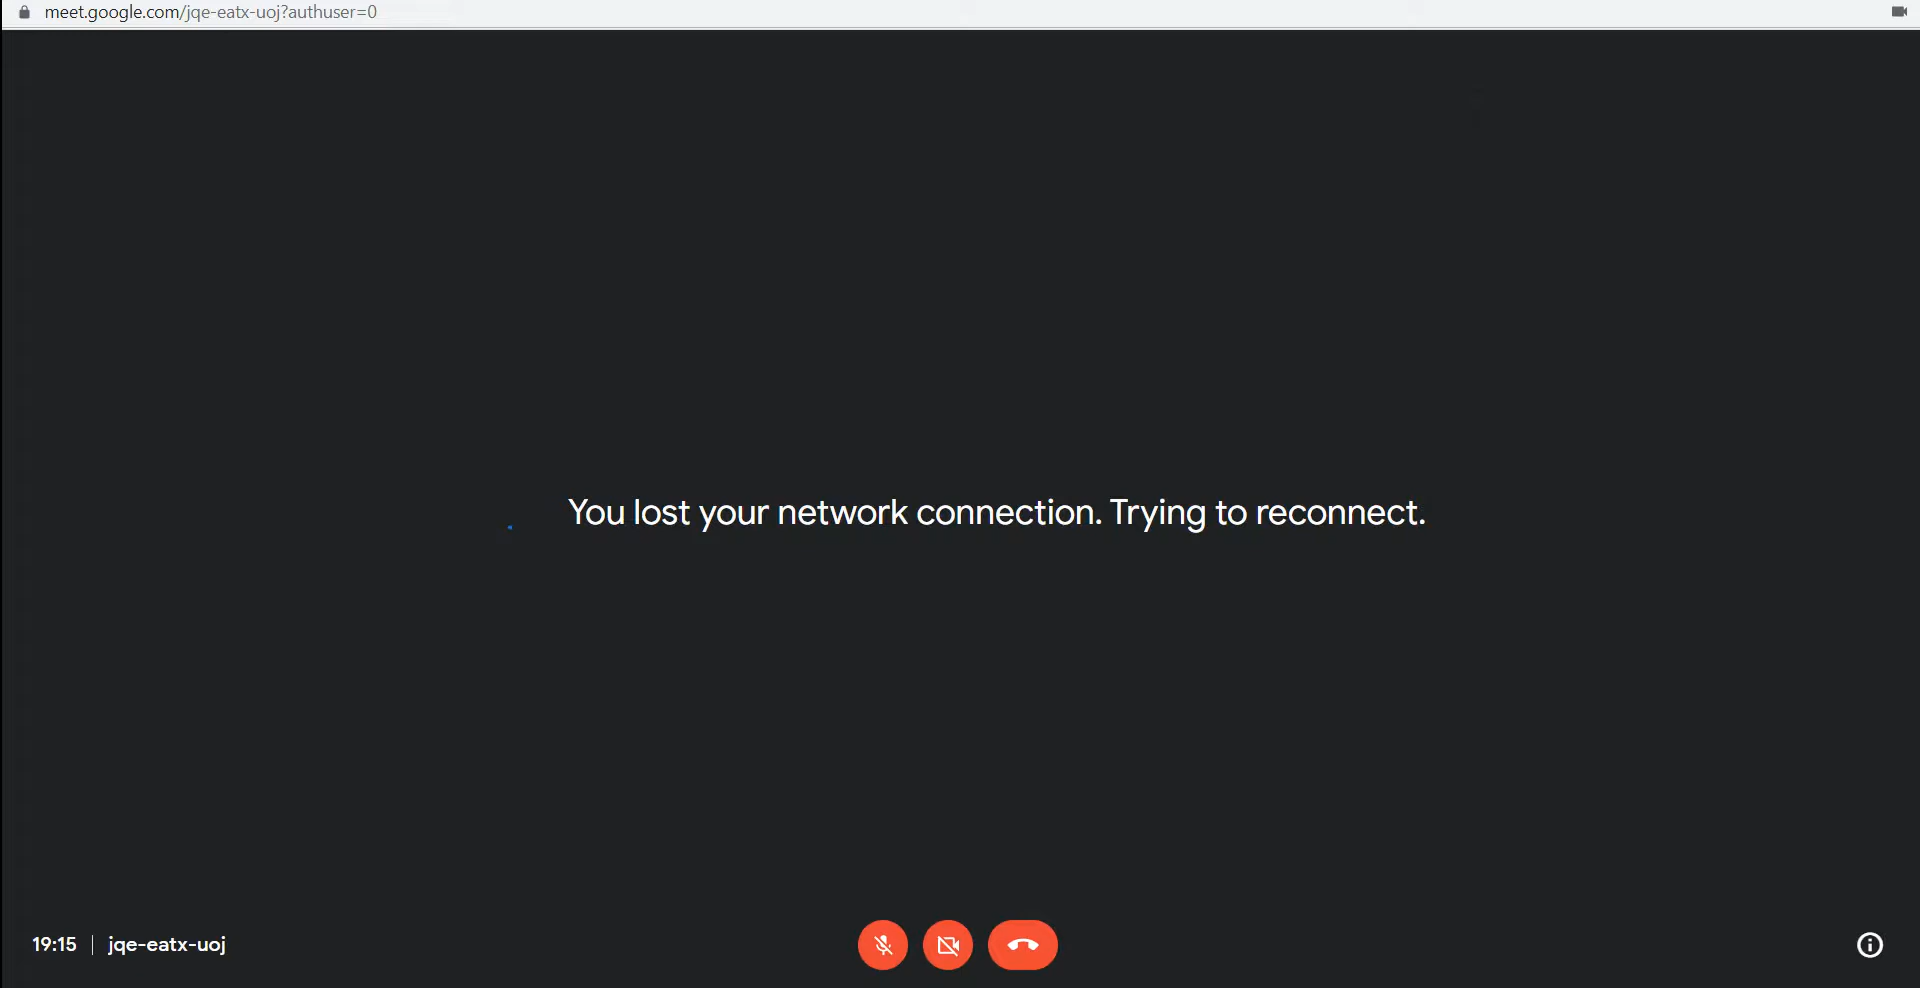 meet.google.com/jqe-eatx-uoj?authuser=0
You lost your network connection. Trying to reconnect.
19:15 | jqe-eatx-uoj